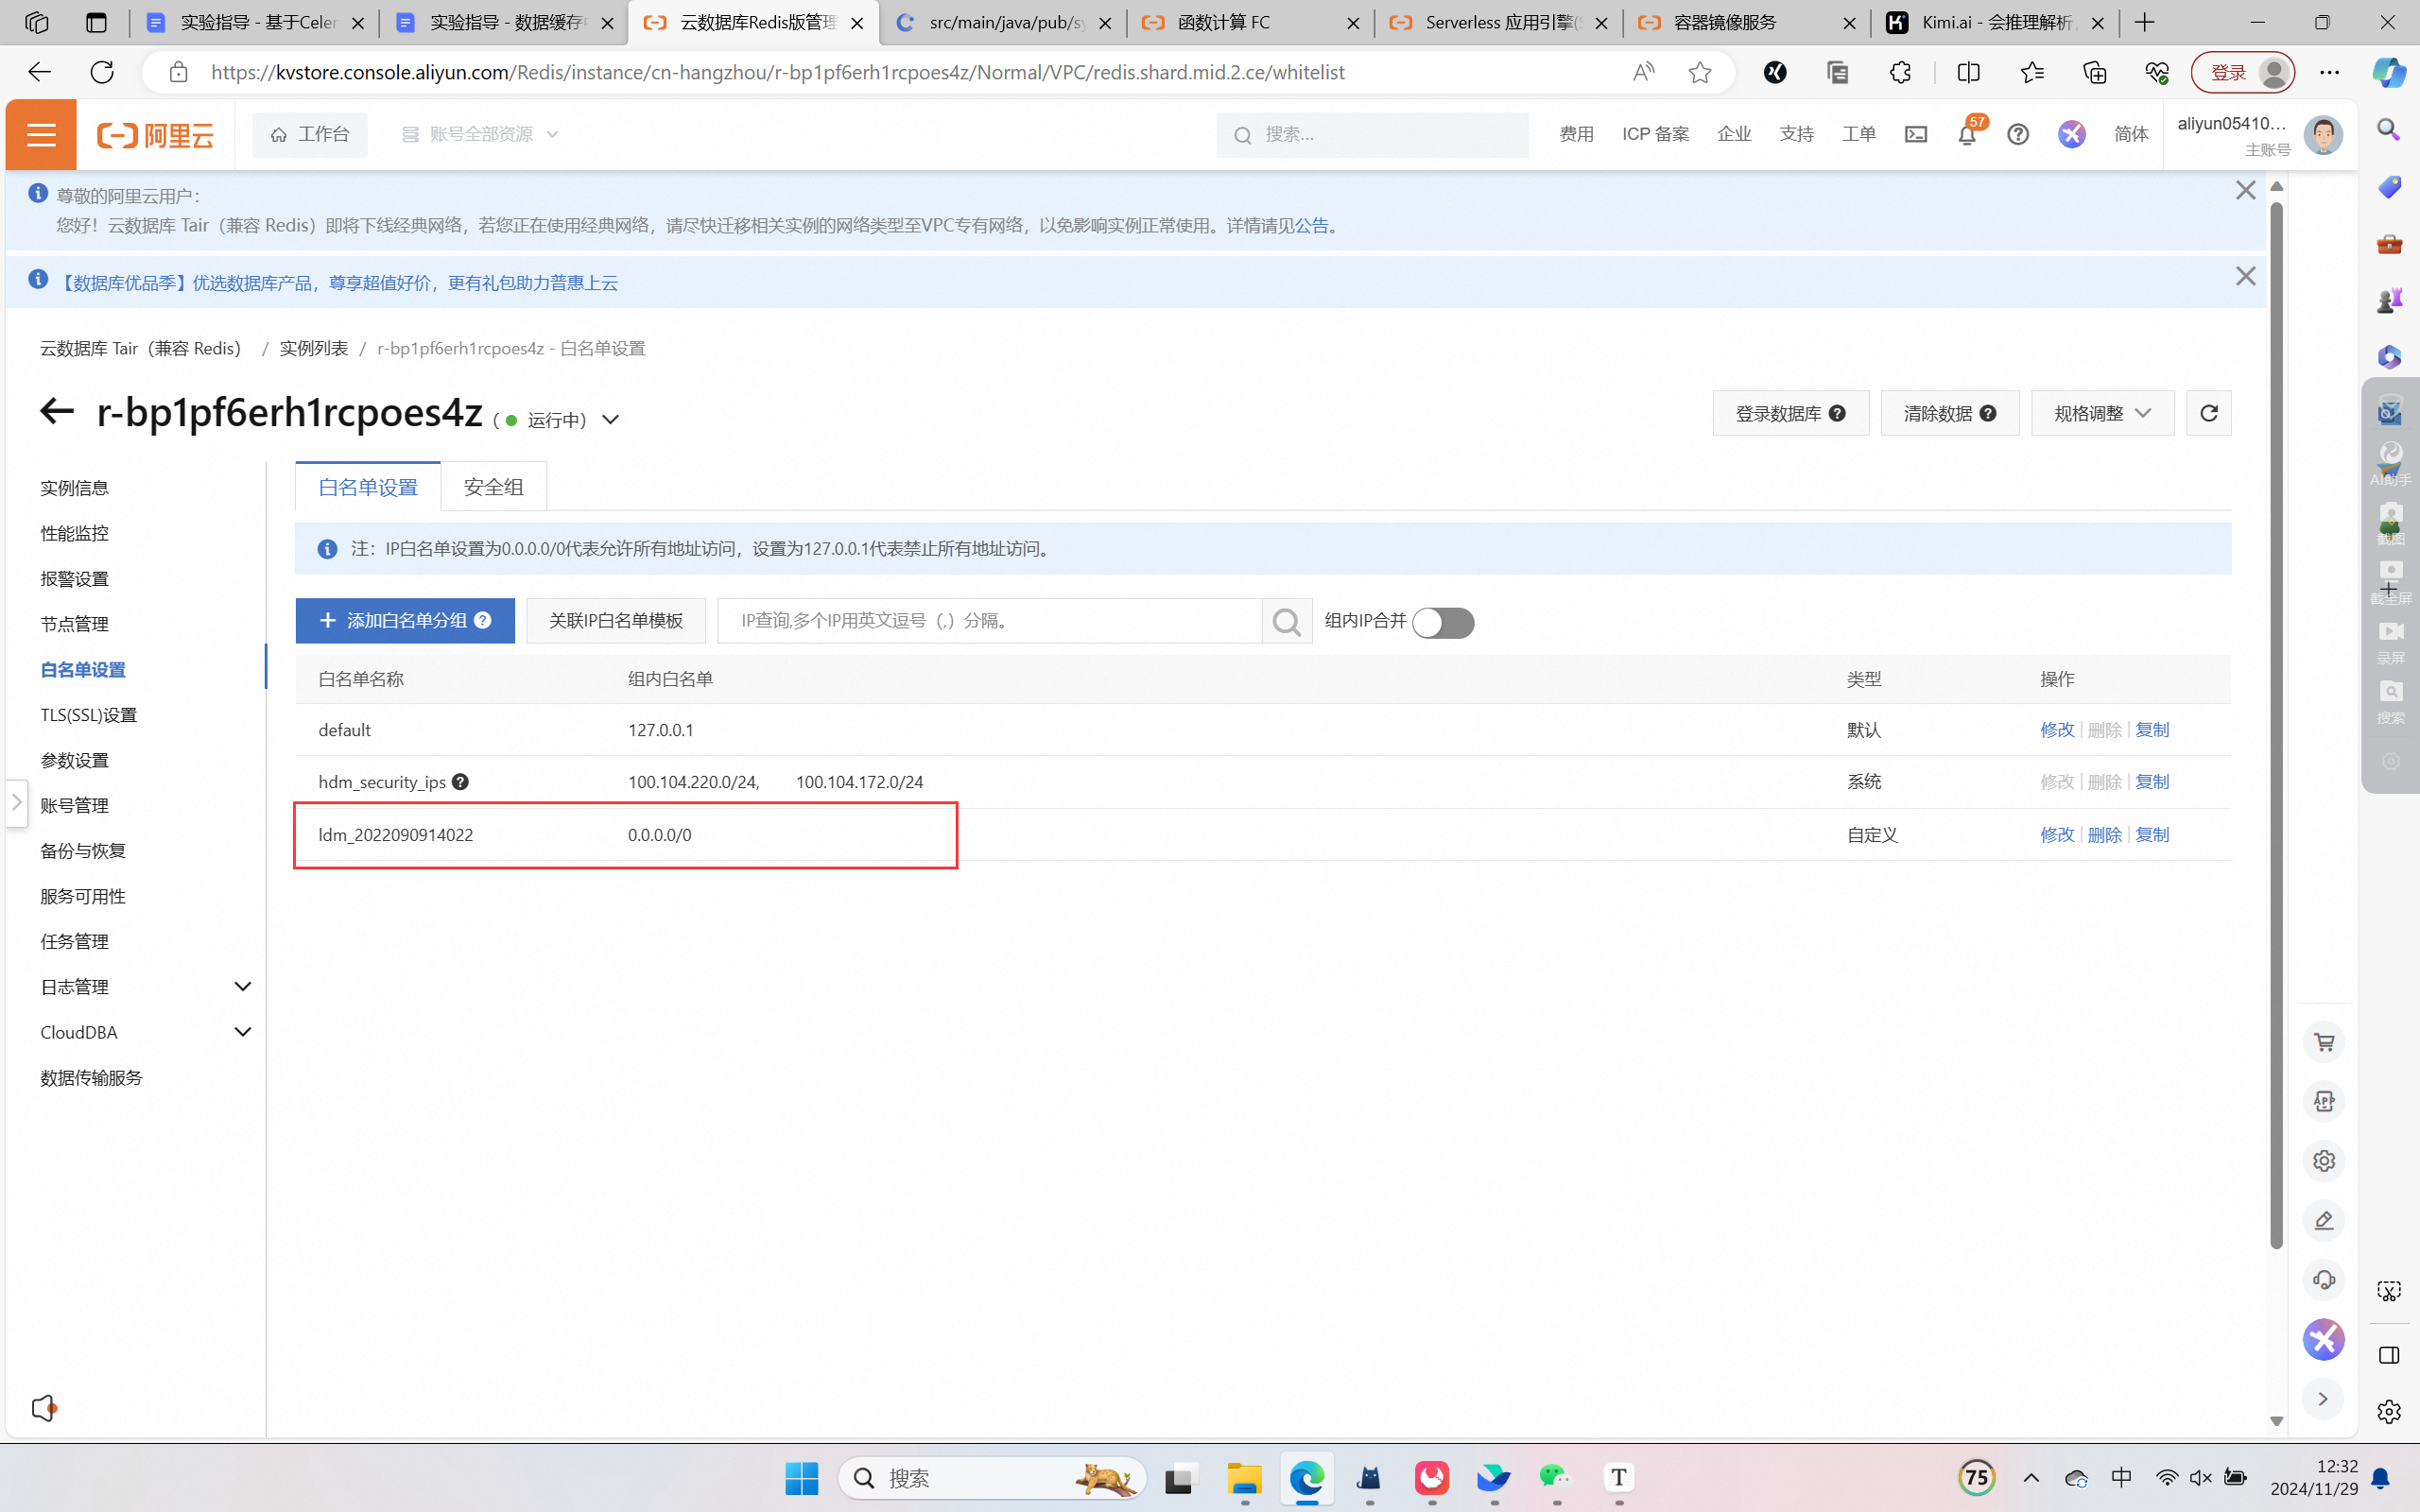 实验指导 - 基于Celer
实验指导 - 数据缓存
云数据库Redis版管理
src/main/java/pub/sy
函数计算 FC
Serverless 应用引擎(S
容器镜像服务
Kimi.ai - 会推理解析,
https://kvstore.console.aliyun.com/Redis/instance/cn-hangzhou/r-bp1pf6erh1rcpoes4z/Normal/VPC/redis.shard.mid.2.ce/whitelist
登录
阿里云
工作台
账号全部资源
搜索...
费用
ICP 备案
企业
支持
工单
57
简体
aliyun05410...
主账号
尊敬的阿里云用户：
您好！云数据库 Tair（兼容 Redis）即将下线经典网络，若您正在使用经典网络，请尽快迁移相关实例的网络类型至VPC专有网络，以免影响实例正常使用。详情请见公告。
【数据库优品季】优选数据库产品，尊享超值好价，更有礼包助力普惠上云
云数据库 Tair（兼容 Redis） / 实例列表 / r-bp1pf6erh1rcpoes4z - 白名单设置
r-bp1pf6erh1rcpoes4z (运行中)
登录数据库
清除数据
规格调整
实例信息
性能监控
报警设置
节点管理
白名单设置
TLS(SSL)设置
参数设置
账号管理
备份与恢复
服务可用性
任务管理
日志管理
CloudDBA
数据传输服务
白名单设置
安全组
注：IP白名单设置为0.0.0.0/0代表允许所有地址访问，设置为127.0.0.1代表禁止所有地址访问。
添加白名单分组
关联IP白名单模板
IP查询,多个IP用英文逗号（,）分隔。
组内IP合并
白名单名称 组内白名单 类型 操作
default 127.0.0.1 默认 修改 | 删除 | 复制
hdm_security_ips 100.104.220.0/24, 100.104.172.0/24 系统 修改 | 删除 | 复制
ldm_2022090914022 0.0.0.0/0 自定义 修改 | 删除 | 复制
AI助手
截图
截全屏
录屏
搜索
APP
搜索
T
75
中
12:32
2024/11/29